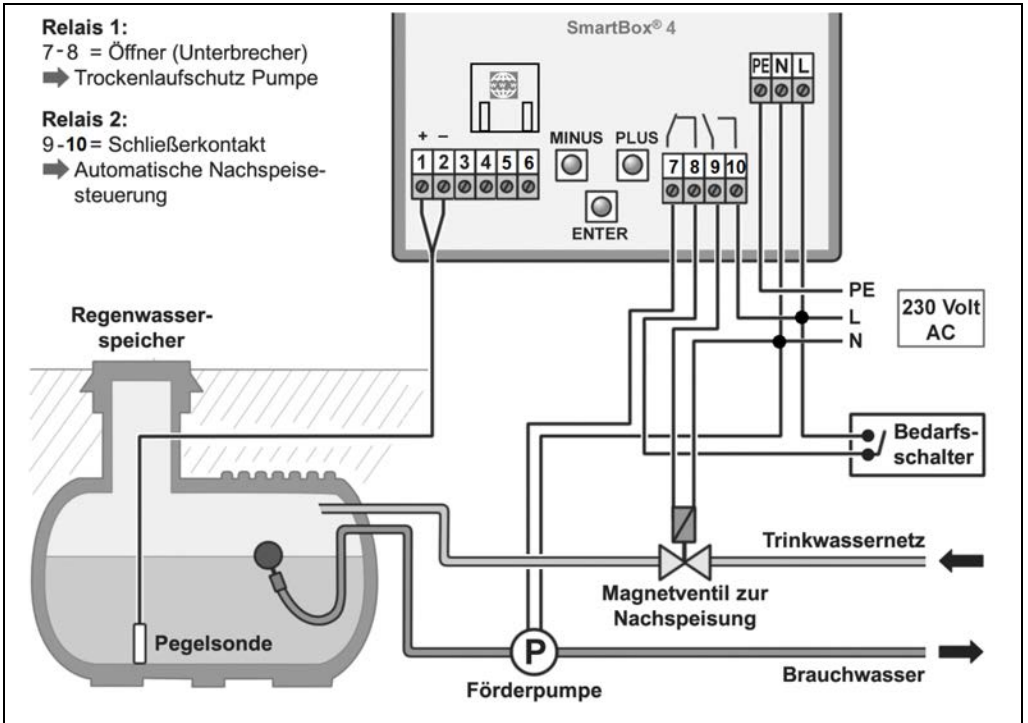 Relais 1:
7-8 = Öffner (Unterbrecher)
➡ Trockenlaufschutz Pumpe
Relais 2:
9-10 = Schließerkontakt
➡ Automatische Nachspeise-
steuerung
SmartBox® 4
PE N L
+ –
1 2 3 4 5 6
MINUS PLUS
ENTER
7 8 9 10
PE
L
N
230 Volt
AC
Regenwasser-
speicher
Bedarfs-
schalter
Trinkwassernetz
Magnetventil zur
Nachspeisung
Pegelsonde
P
Förderpumpe
Brauchwasser